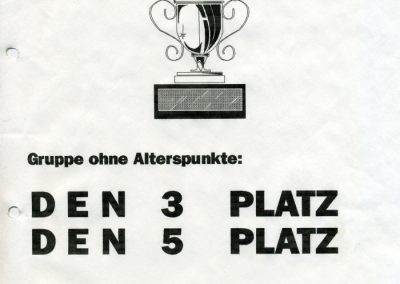 Gruppe ohne Alterspunkte:
DEN 3 PLATZ
DEN 5 PLATZ